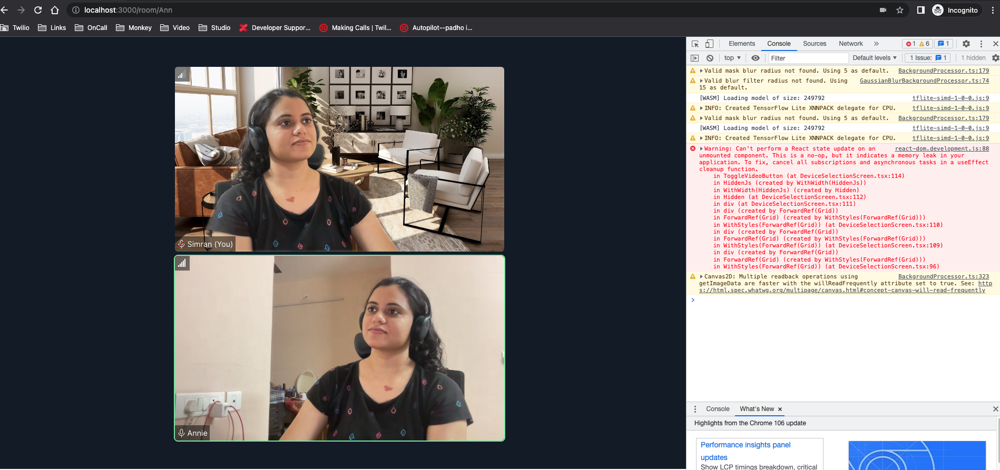 localhost:3000/room/Ann
Incognito
Twilio
Links
OnCall
Monkey
Video
Studio
Developer Suppor...
Making Calls | Twil...
Autopilot--padho i...
Simran (You)
Annie
Elements
Console
Sources
Network
»
1
6
1
top
Filter
Default levels
1 Issue:
1
1 hidden
Valid mask blur radius not found. Using 5 as default. BackgroundProcessor.ts:179
Valid blur filter radius not found. Using GaussianBlurBackgroundProcessor.ts:74
15 as default.
[WASM] Loading model of size: 249792 tflite-simd-1-0-0.js:9
INFO: Created TensorFlow Lite XNNPACK delegate for CPU. tflite-simd-1-0-0.js:9
Valid mask blur radius not found. Using 5 as default. BackgroundProcessor.ts:179
[WASM] Loading model of size: 249792 tflite-simd-1-0-0.js:9
INFO: Created TensorFlow Lite XNNPACK delegate for CPU. tflite-simd-1-0-0.js:9
Warning: Can't perform a React state update on an react-dom.development.js:88
unmounted component. This is a no-op, but it indicates a memory leak in your
application. To fix, cancel all subscriptions and asynchronous tasks in a useEffect
cleanup function.
in ToggleVideoButton (at DeviceSelectionScreen.tsx:114)
in HiddenJs (created by WithWidth(HiddenJs))
in WithWidth(HiddenJs) (created by Hidden)
in Hidden (at DeviceSelectionScreen.tsx:112)
in div (at DeviceSelectionScreen.tsx:111)
in div (created by ForwardRef(Grid))
in ForwardRef(Grid) (created by WithStyles(ForwardRef(Grid)))
in WithStyles(ForwardRef(Grid)) (at DeviceSelectionScreen.tsx:110)
in div (created by ForwardRef(Grid))
in ForwardRef(Grid) (created by WithStyles(ForwardRef(Grid)))
in WithStyles(ForwardRef(Grid)) (at DeviceSelectionScreen.tsx:109)
in div (created by ForwardRef(Grid))
in ForwardRef(Grid) (created by WithStyles(ForwardRef(Grid)))
in WithStyles(ForwardRef(Grid)) (at DeviceSelectionScreen.tsx:96)
Canvas2D: Multiple readback operations using BackgroundProcessor.ts:323
getImageData are faster with the willReadFrequently attribute set to true. See: http
s://html.spec.whatwg.org/multipage/canvas.html#concept-canvas-will-read-frequently
Console
What's New
Highlights from the Chrome 106 update
Performance insights panel
updates
Show LCP timings breakdown, critical